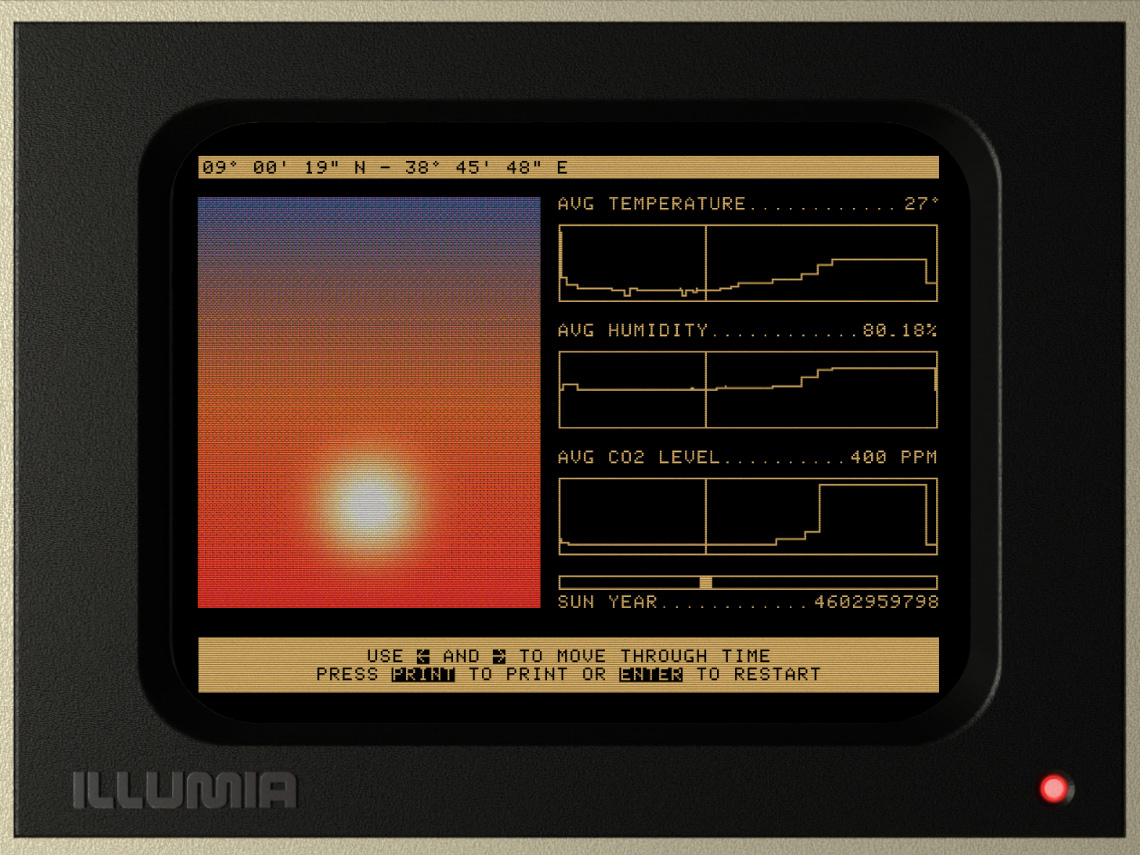 09° 00' 19" N - 38° 45' 48" E
AVG TEMPERATURE............27°
AVG HUMIDITY............80.18%
AVG CO2 LEVEL..........400 PPM
SUN YEAR............4602959798
USE ← AND → TO MOVE THROUGH TIME
PRESS PRINT TO PRINT OR ENTER TO RESTART
ILLUMIA